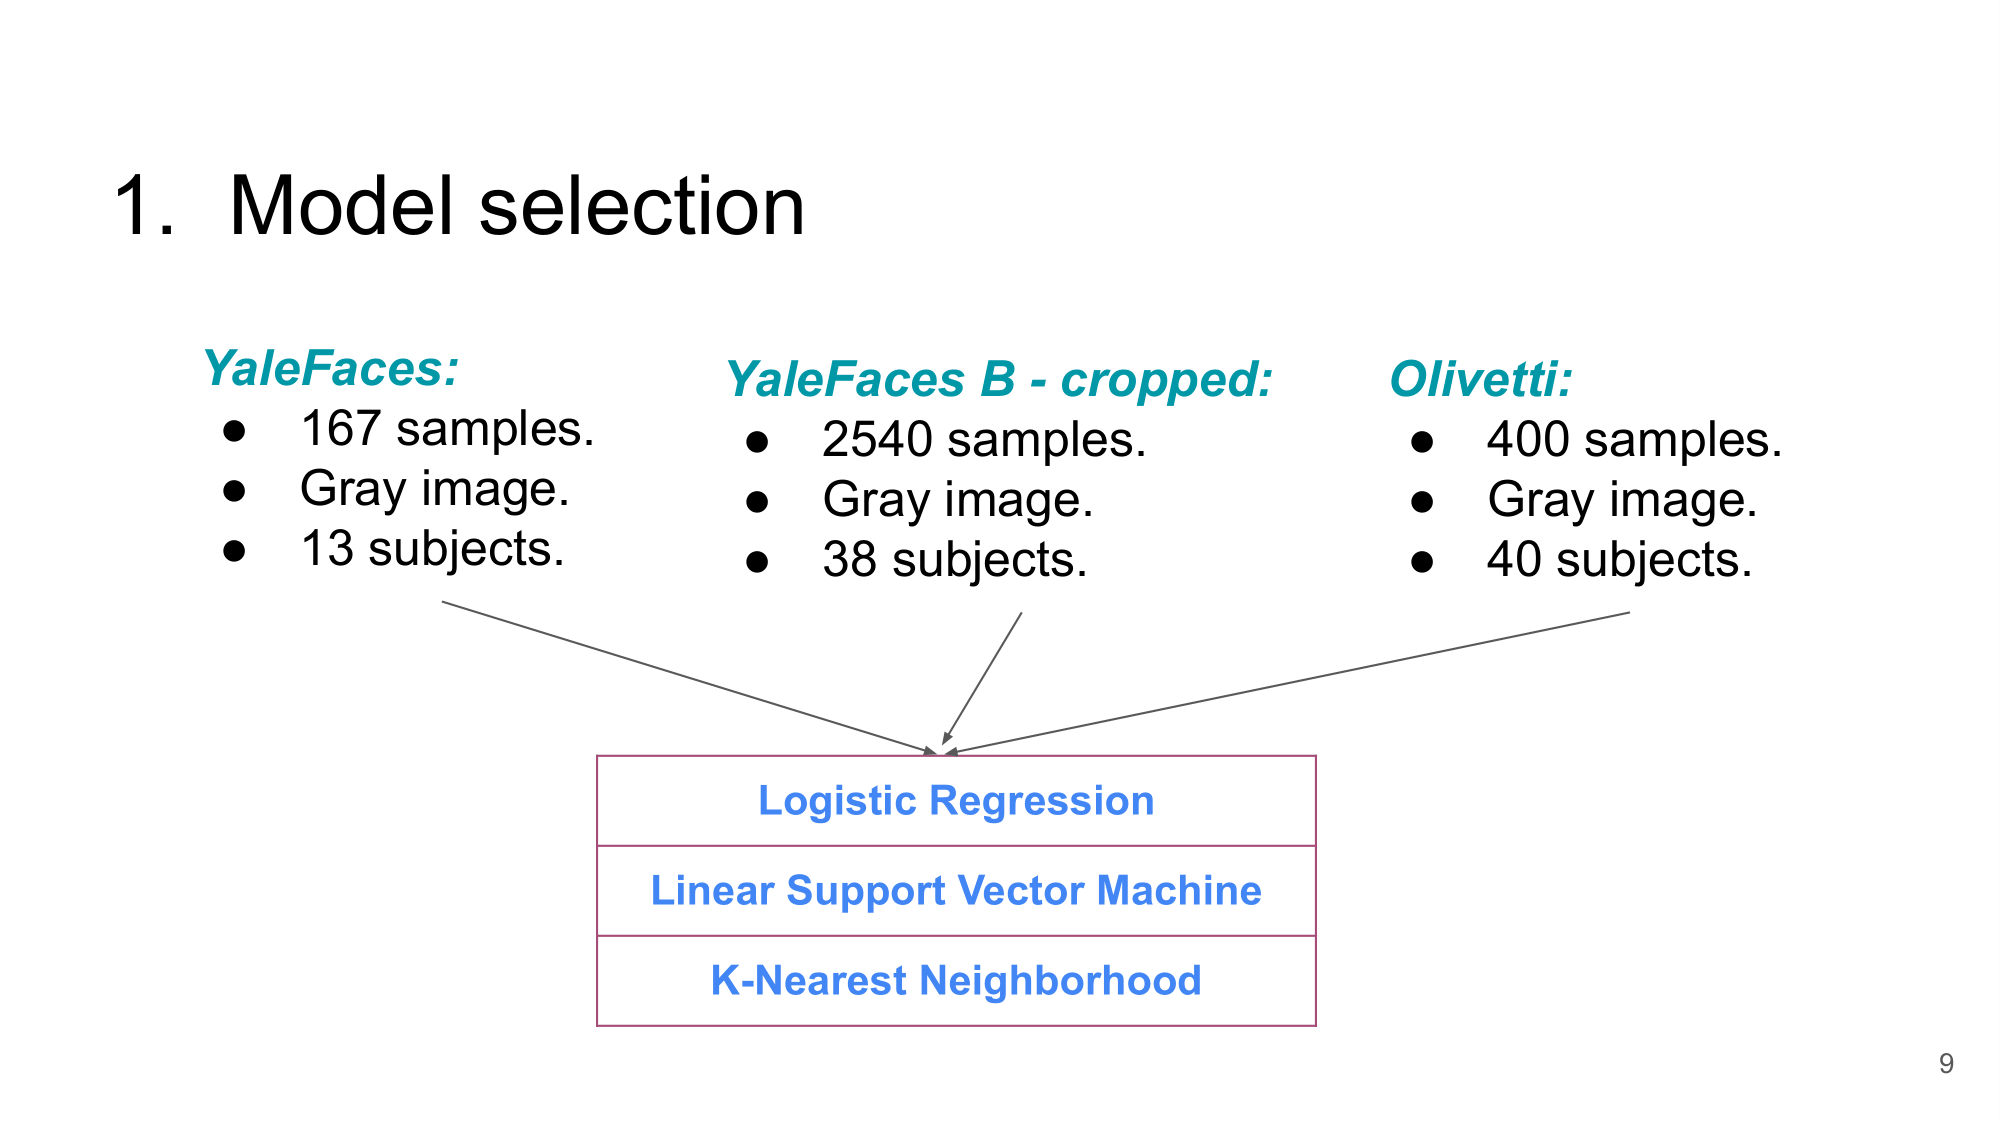 1. Model selection
YaleFaces:
● 167 samples.
● Gray image.
● 13 subjects.
YaleFaces B - cropped:
● 2540 samples.
● Gray image.
● 38 subjects.
Olivetti:
● 400 samples.
● Gray image.
● 40 subjects.
Logistic Regression
Linear Support Vector Machine
K-Nearest Neighborhood
9